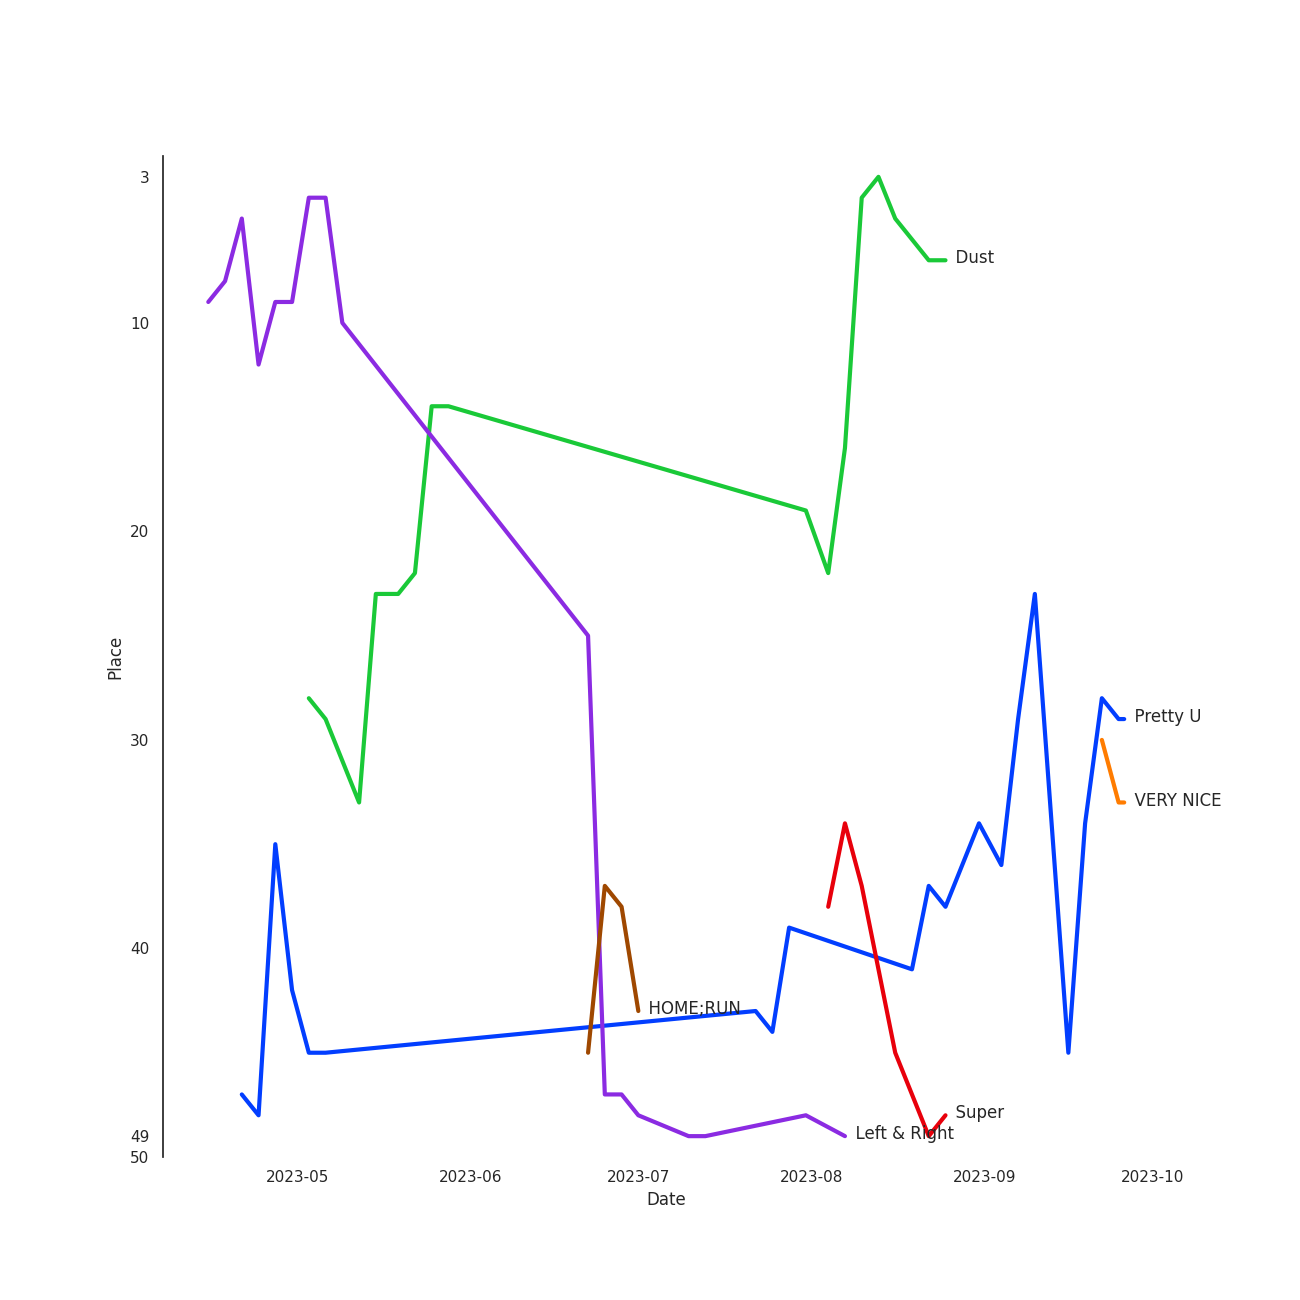 3
10
20
30
40
49
50
Place
Dust
Pretty U
VERY NICE
HOME;RUN
Super
Left & Right
2023-05
2023-06
2023-07
2023-08
2023-09
2023-10
Date